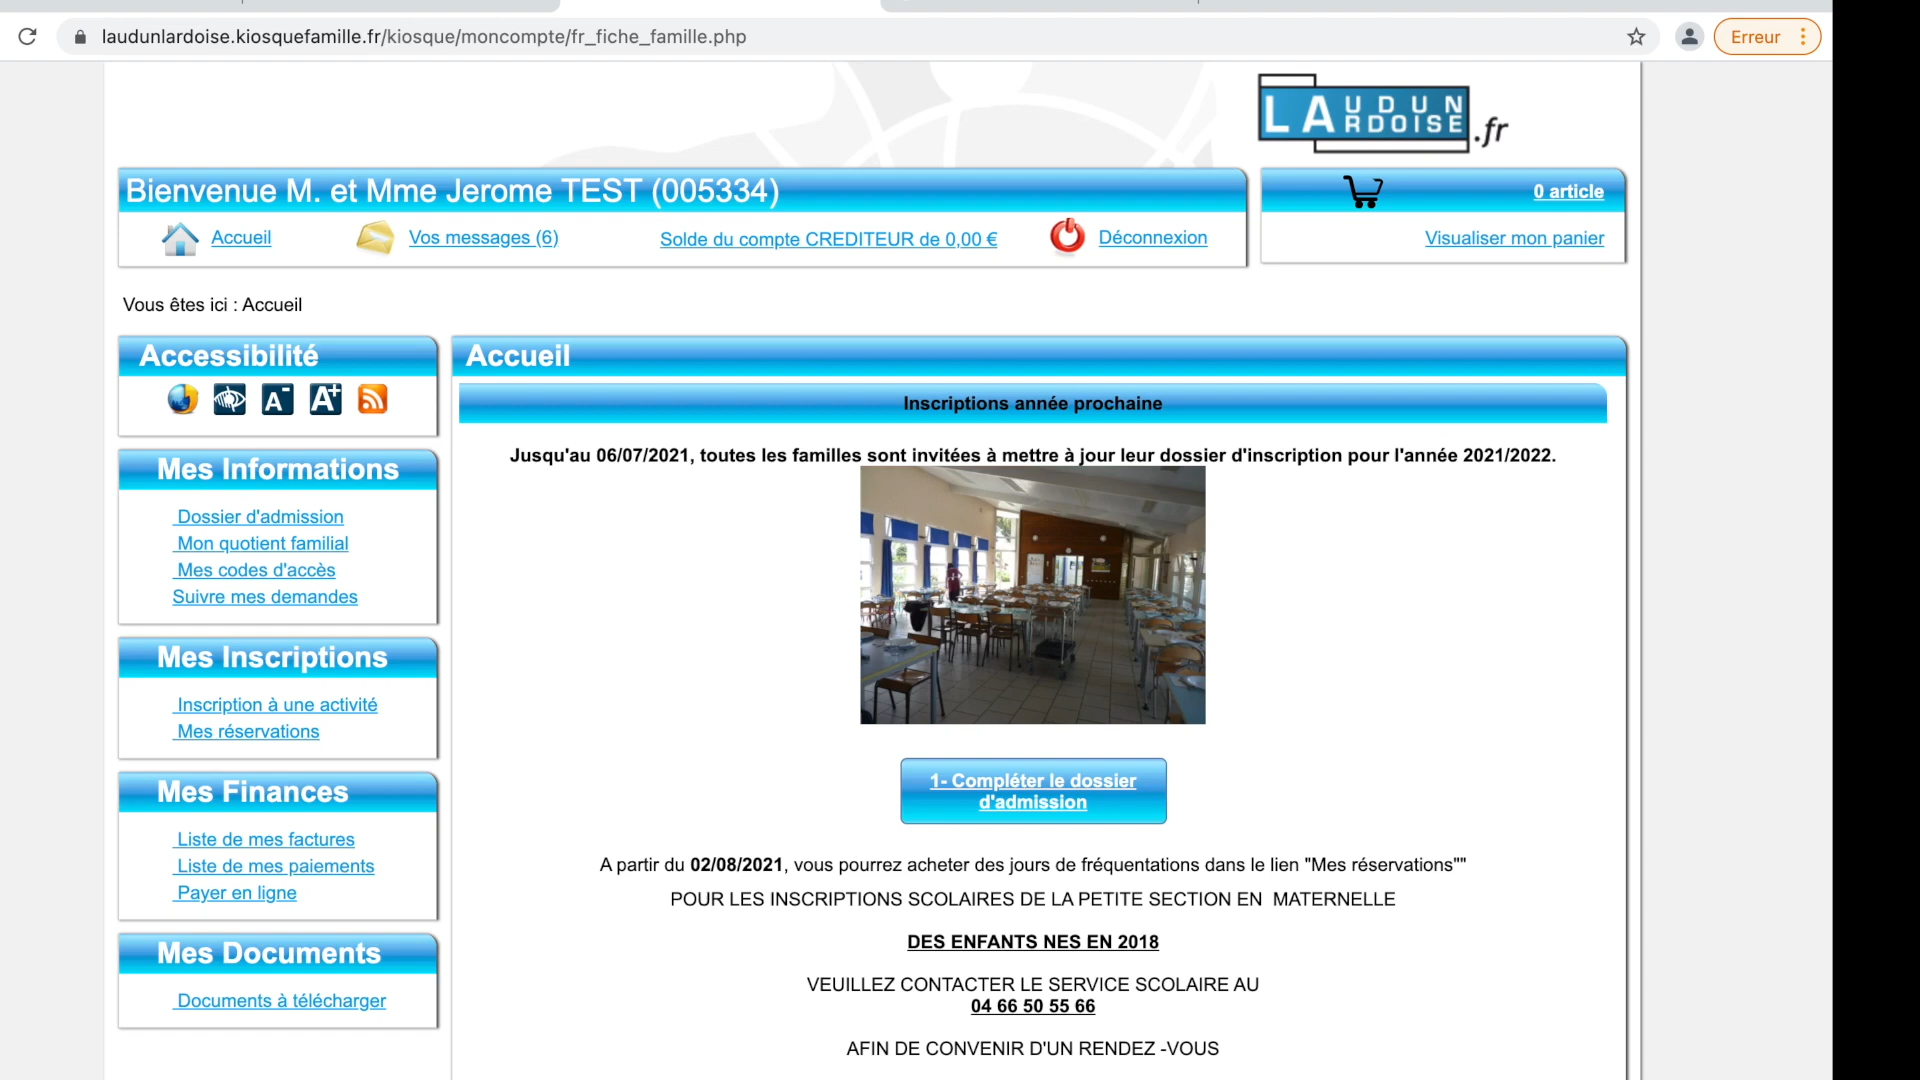 laudunlardoise.kiosquefamille.fr/kiosque/moncompte/fr_fiche_famille.php
Erreur
LAUDUN
LARDOISE.fr
Bienvenue M. et Mme Jerome TEST (005334)
0 article
Accueil
Vos messages (6)
Solde du compte CREDITEUR de 0,00 €
Déconnexion
Visualiser mon panier
Vous êtes ici : Accueil
Accessibilité
A-
A+
Mes Informations
Dossier d'admission
Mon quotient familial
Mes codes d'accès
Suivre mes demandes
Mes Inscriptions
Inscription à une activité
Mes réservations
Mes Finances
Liste de mes factures
Liste de mes paiements
Payer en ligne
Mes Documents
Documents à télécharger
Accueil
Inscriptions année prochaine
Jusqu'au 06/07/2021, toutes les familles sont invitées à mettre à jour leur dossier d'inscription pour l'année 2021/2022.
1- Compléter le dossier
d'admission
A partir du 02/08/2021, vous pourrez acheter des jours de fréquentations dans le lien "Mes réservations""
POUR LES INSCRIPTIONS SCOLAIRES DE LA PETITE SECTION EN MATERNELLE
DES ENFANTS NES EN 2018
VEUILLEZ CONTACTER LE SERVICE SCOLAIRE AU
04 66 50 55 66
AFIN DE CONVENIR D'UN RENDEZ -VOUS